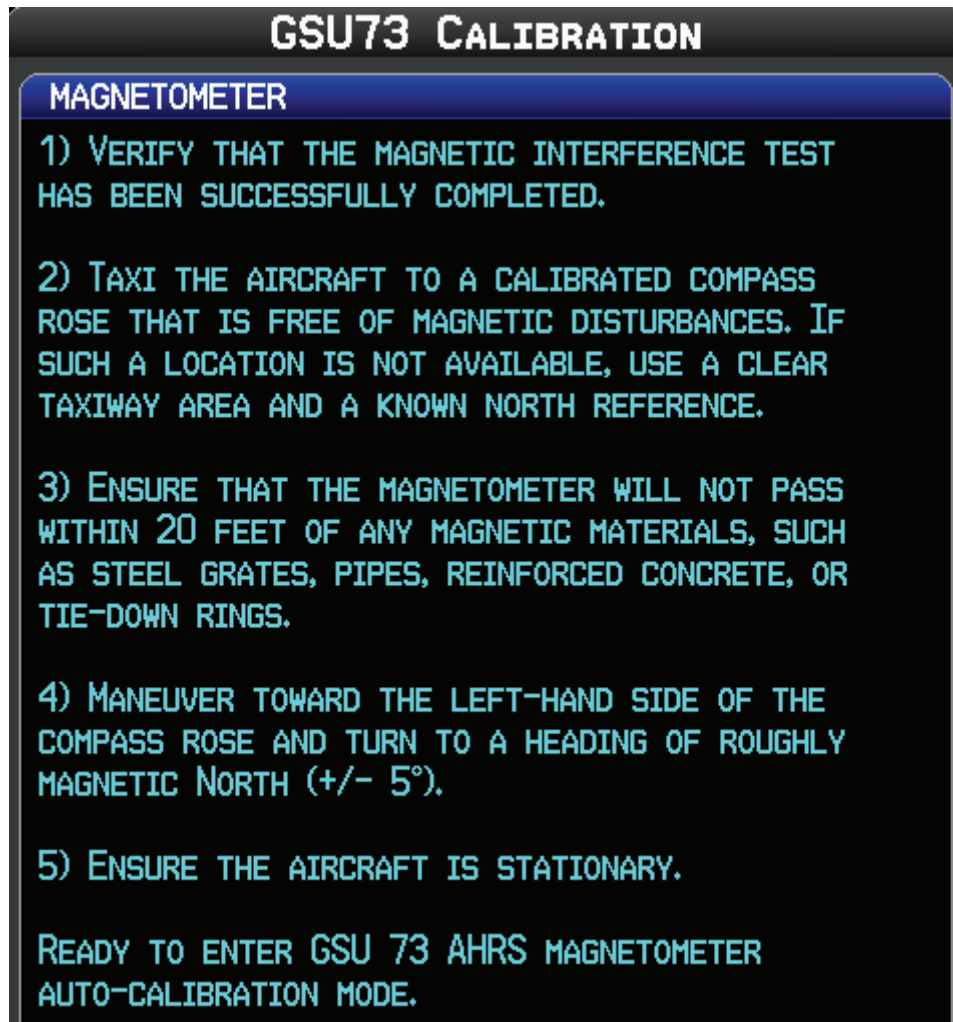 GSU73 CALIBRATION
MAGNETOMETER
1) VERIFY THAT THE MAGNETIC INTERFERENCE TEST
HAS BEEN SUCCESSFULLY COMPLETED.
2) TAXI THE AIRCRAFT TO A CALIBRATED COMPASS
ROSE THAT IS FREE OF MAGNETIC DISTURBANCES. IF
SUCH A LOCATION IS NOT AVAILABLE, USE A CLEAR
TAXIWAY AREA AND A KNOWN NORTH REFERENCE.
3) ENSURE THAT THE MAGNETOMETER WILL NOT PASS
WITHIN 20 FEET OF ANY MAGNETIC MATERIALS, SUCH
AS STEEL GRATES, PIPES, REINFORCED CONCRETE, OR
TIE-DOWN RINGS.
4) MANEUVER TOWARD THE LEFT-HAND SIDE OF THE
COMPASS ROSE AND TURN TO A HEADING OF ROUGHLY
MAGNETIC NORTH (+/- 5°).
5) ENSURE THE AIRCRAFT IS STATIONARY.
READY TO ENTER GSU 73 AHRS MAGNETOMETER
AUTO-CALIBRATION MODE.